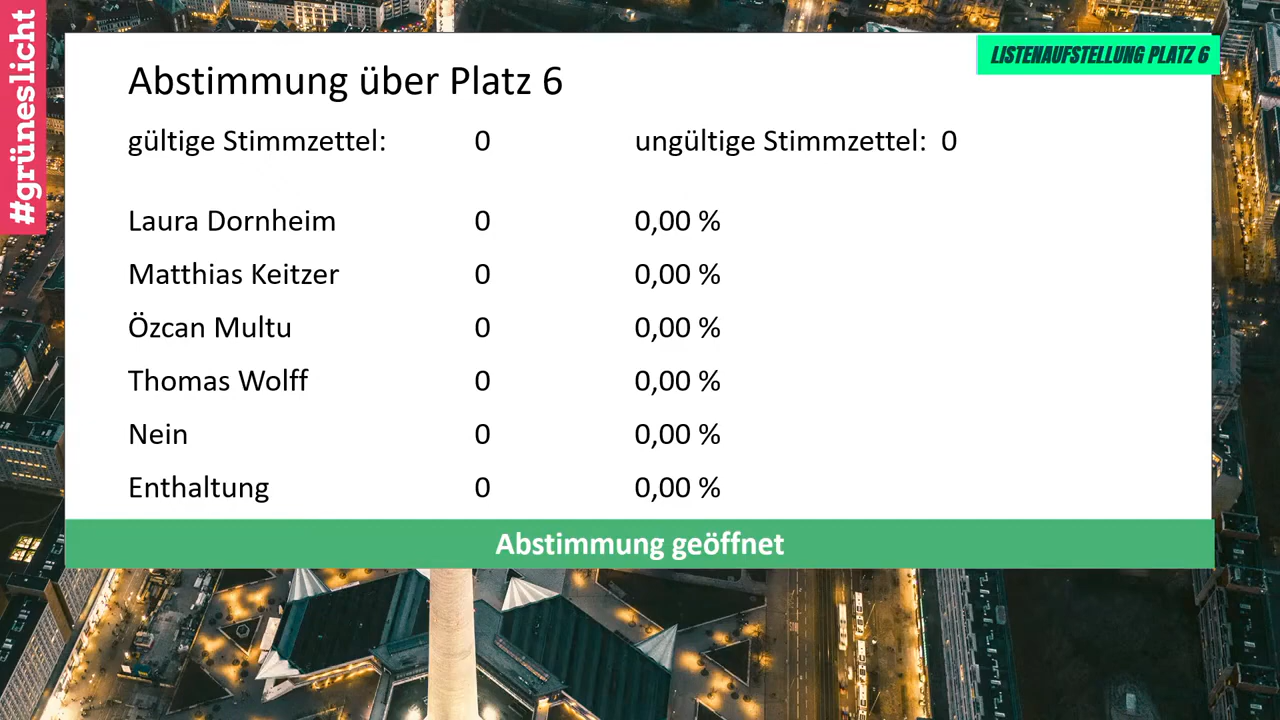 #grüneslicht
LISTENAUFSTELLUNG PLATZ 6
Abstimmung über Platz 6
gültige Stimmzettel: 0 ungültige Stimmzettel: 0
Laura Dornheim 0 0,00 %
Matthias Keitzer 0 0,00 %
Özcan Multu 0 0,00 %
Thomas Wolff 0 0,00 %
Nein 0 0,00 %
Enthaltung 0 0,00 %
Abstimmung geöffnet